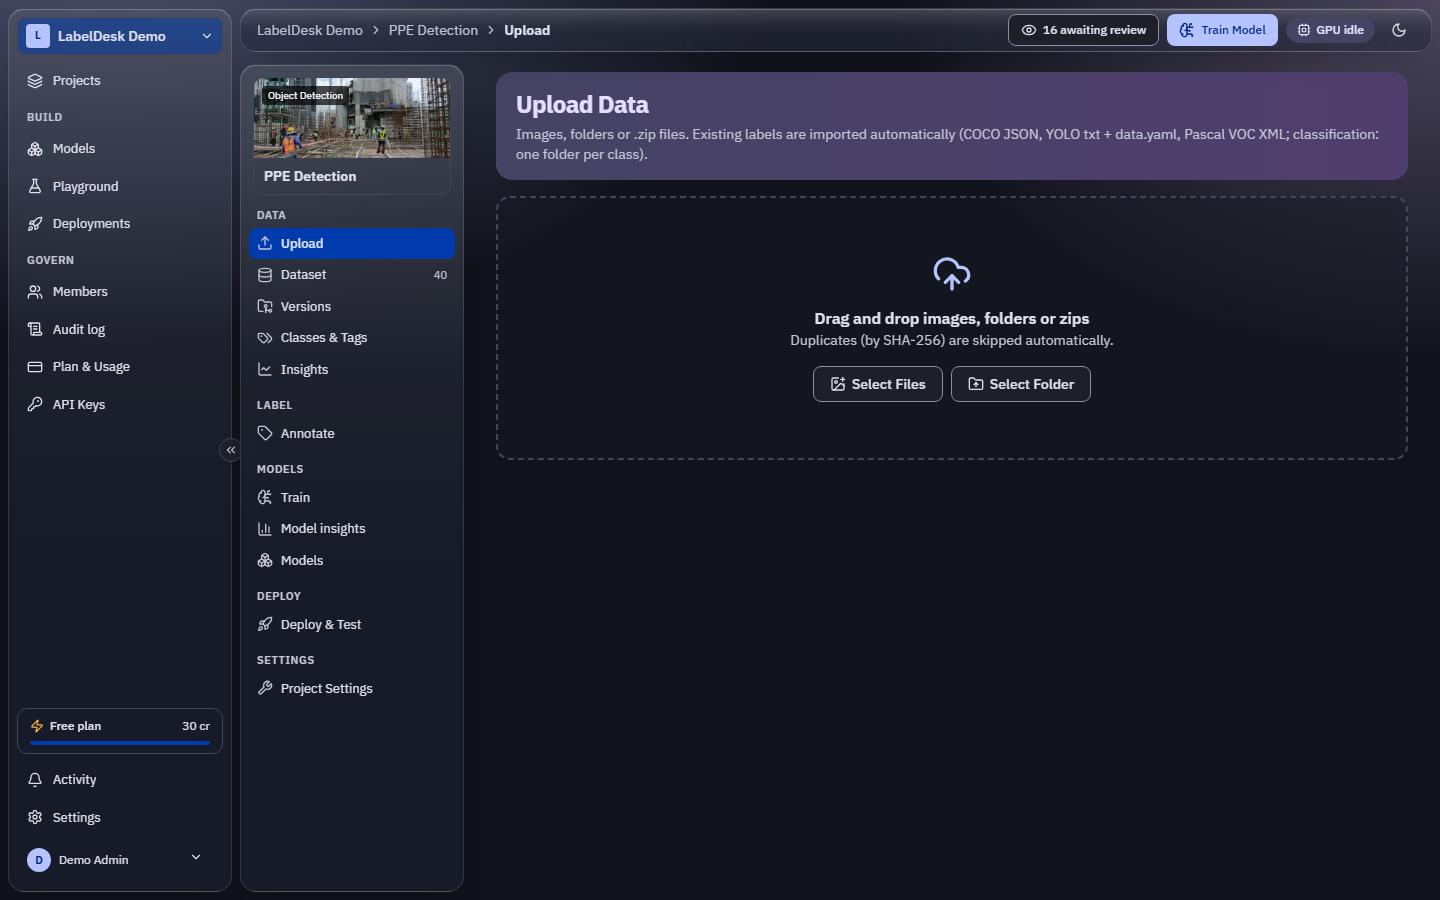 L LabelDesk Demo
Projects
BUILD
Models
Playground
Deployments
GOVERN
Members
Audit log
Plan & Usage
API Keys
Free plan 30 cr
Activity
Settings
D Demo Admin
LabelDesk Demo > PPE Detection > Upload
16 awaiting review
Train Model
GPU idle
Object Detection
PPE Detection
DATA
Upload
Dataset 40
Versions
Classes & Tags
Insights
LABEL
Annotate
MODELS
Train
Model insights
Models
DEPLOY
Deploy & Test
SETTINGS
Project Settings
Upload Data
Images, folders or .zip files. Existing labels are imported automatically (COCO JSON, YOLO txt + data.yaml, Pascal VOC XML; classification:
one folder per class).
Drag and drop images, folders or zips
Duplicates (by SHA-256) are skipped automatically.
Select Files
Select Folder